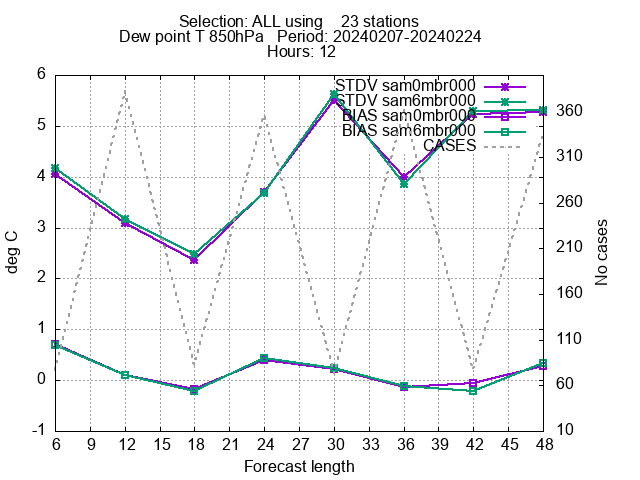 Selection: ALL using    23 stations
Dew point T 850hPa   Period: 20240207-20240224
Hours: 12
STDV sam0mbr000
STDV sam6mbr000
BIAS sam0mbr000
BIAS sam6mbr000
CASES
6
5
4
3
2
1
0
-1
deg C
360
310
260
210
160
110
60
10
No cases
6 9 12 15 18 21 24 27 30 33 36 39 42 45 48
Forecast length